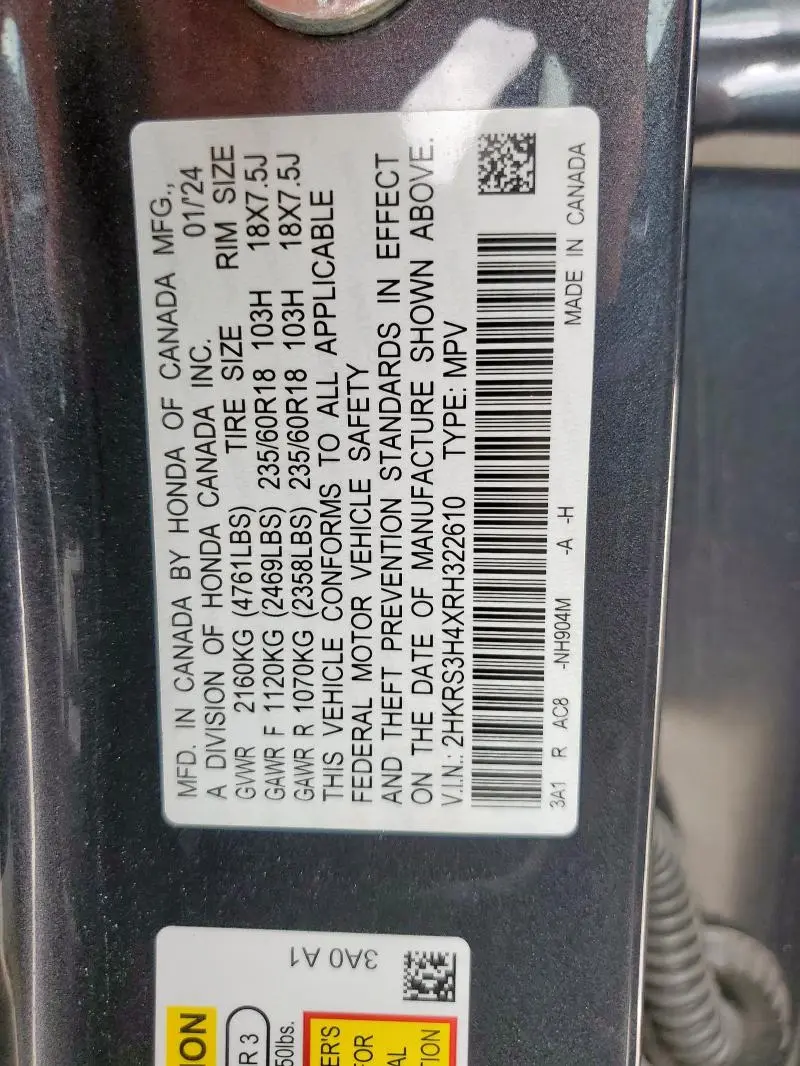 MFD. IN CANADA BY HONDA OF CANADA MFG.,
A DIVISION OF HONDA CANADA INC. 01/'24
GVWR 2160KG (4761LBS) TIRE SIZE RIM SIZE
GAWR F 1120KG (2469LBS) 235/60R18 103H 18X7.5J
GAWR R 1070KG (2358LBS) 235/60R18 103H 18X7.5J
THIS VEHICLE CONFORMS TO ALL APPLICABLE
FEDERAL MOTOR VEHICLE SAFETY
AND THEFT PREVENTION STANDARDS IN EFFECT
ON THE DATE OF MANUFACTURE SHOWN ABOVE.
V.I.N.: 2HKRS3H4XRH322610 TYPE: MPV
3A1 R AC8 -NH904M -A -H MADE IN CANADA
3A0 A1
ION
R 3
50lbs.
ER'S
FOR
AL
TION